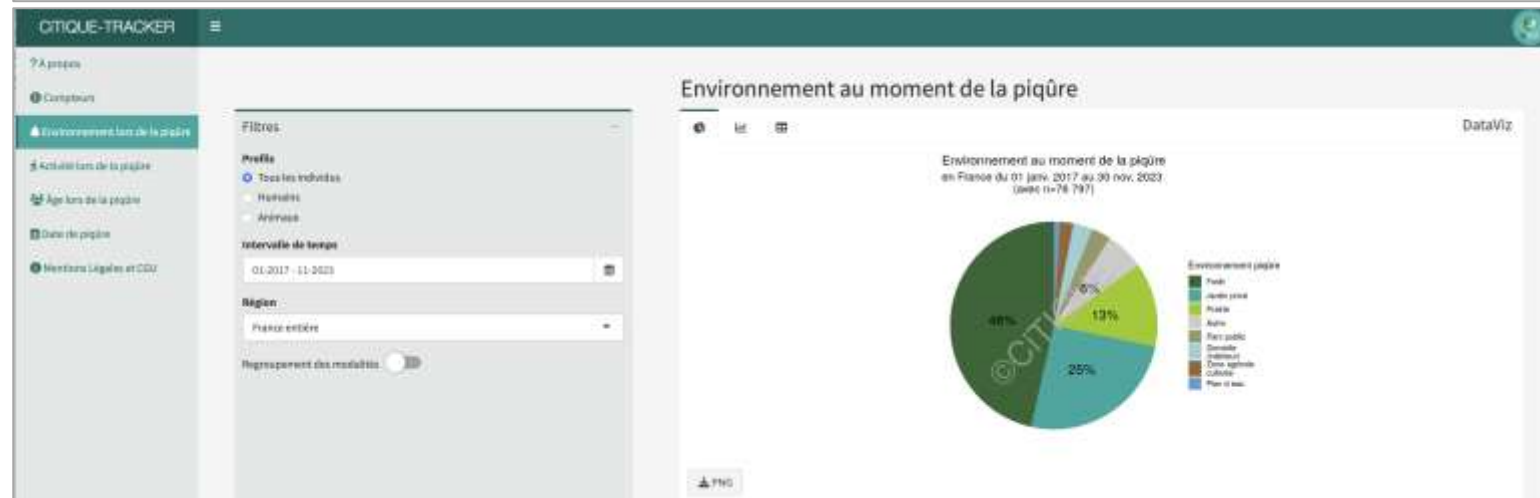 CITIQUE-TRACKER
? A propos
Compteurs
Environnement lors de la piqûre
Activité lors de la piqûre
Âge lors de la piqûre
Date de piqûre
Mentions Légales et CGU
Filtres
Profils
Tous les individus
Humains
Animaux
Intervalle de temps
01-2017 - 11-2023
Région
France entière
Regroupement des modalités
Environnement au moment de la piqûre
DataViz
Environnement au moment de la piqûre
en France du 01 janv. 2017 au 30 nov. 2023
(avec n=76 797)
6%
13%
25%
©CITI
Environnement piqûre
Forêt
Jardin privé
Prairie
Autre
Parc public
Domicile
(intérieur)
Zone agricole
cultivée
Plan d'eau
PNG